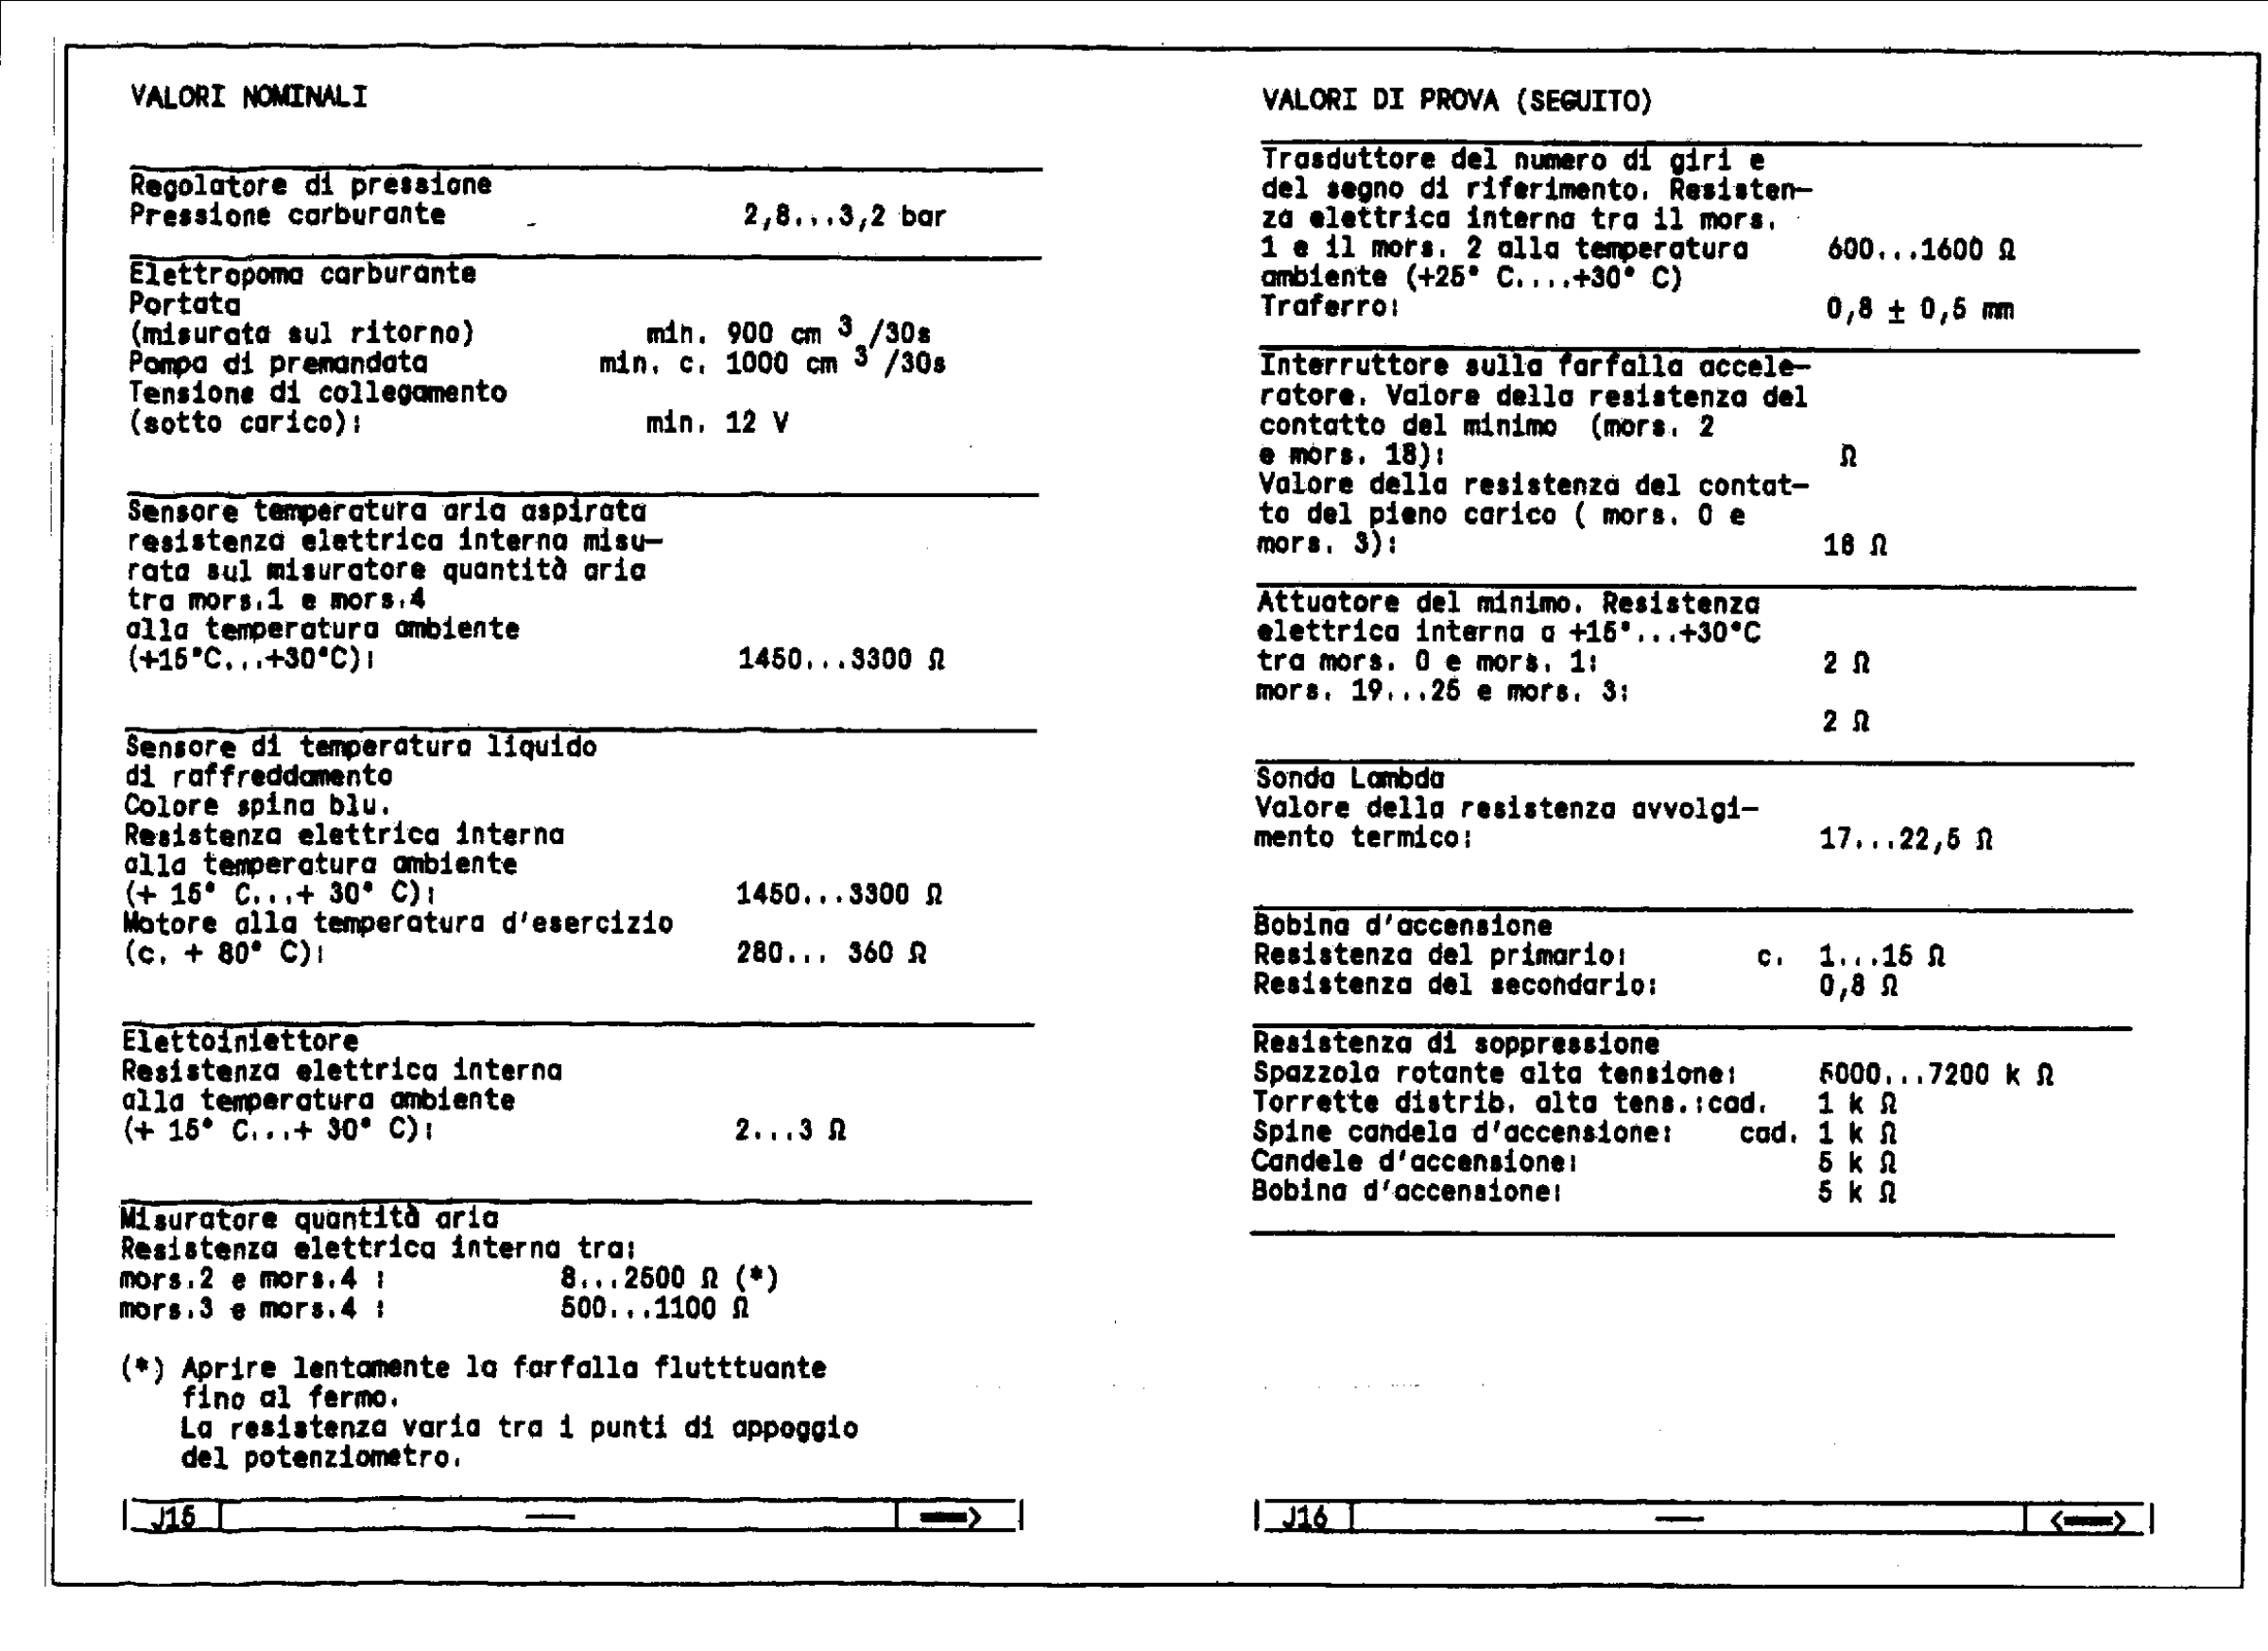 VALORI NOMINALI
Regolatore di pressione
Pressione carburante 2,8...3,2 bar
Elettropoma carburante
Portata
(misurata sul ritorno) min. 900 cm 3 /30s
Pompa di premandata min. c. 1000 cm 3 /30s
Tensione di collegamento
(sotto carico): min. 12 V
Sensore temperatura aria aspirata
resistenza elettrica interna misu-
rata sul misuratore quantità aria
tra mors.1 e mors.4
alla temperatura ambiente
(+15°C...+30°C): 1450...3300 Ω
Sensore di temperatura liquido
di raffreddamento
Colore spina blu.
Resistenza elettrica interna
alla temperatura ambiente
(+ 15° C...+ 30° C): 1450...3300 Ω
Motore alla temperatura d'esercizio
(c. + 80° C): 280... 360 Ω
Elettoiniettore
Resistenza elettrica interna
alla temperatura ambiente
(+ 15° C...+ 30° C): 2...3 Ω
Misuratore quantità aria
Resistenza elettrica interna tra:
mors.2 e mors.4 : 8...2500 Ω (*)
mors.3 e mors.4 : 500...1100 Ω
(*) Aprire lentamente la farfalla flutttuante
fino al fermo.
La resistenza varia tra i punti di appoggio
del potenziometro.
J15 — ═>
VALORI DI PROVA (SEGUITO)
Trasduttore del numero di giri e
del segno di riferimento. Resisten-
za elettrica interna tra il mors.
1 e il mors. 2 alla temperatura 600...1600 Ω
ambiente (+25° C....+30° C)
Traferro: 0,8 ± 0,5 mm
Interruttore sulla farfalla accele-
ratore. Valore della resistenza del
contatto del minimo (mors. 2
e mors. 18): Ω
Valore della resistenza del contat-
to del pieno carico ( mors. 0 e
mors. 3): 18 Ω
Attuatore del minimo. Resistenza
elettrica interna a +15°...+30°C
tra mors. 0 e mors. 1: 2 Ω
mors. 19...25 e mors. 3:
2 Ω
Sonda Lambda
Valore della resistenza avvolgi-
mento termico: 17...22,5 Ω
Bobina d'accensione
Resistenza del primario: c. 1...15 Ω
Resistenza del secondario: 0,8 Ω
Resistenza di soppressione
Spazzola rotante alta tensione: 5000...7200 k Ω
Torrette distrib. alta tens.:cad. 1 k Ω
Spine candela d'accensione: cad. 1 k Ω
Candele d'accensione: 5 k Ω
Bobina d'accensione: 5 k Ω
J16 — <═>